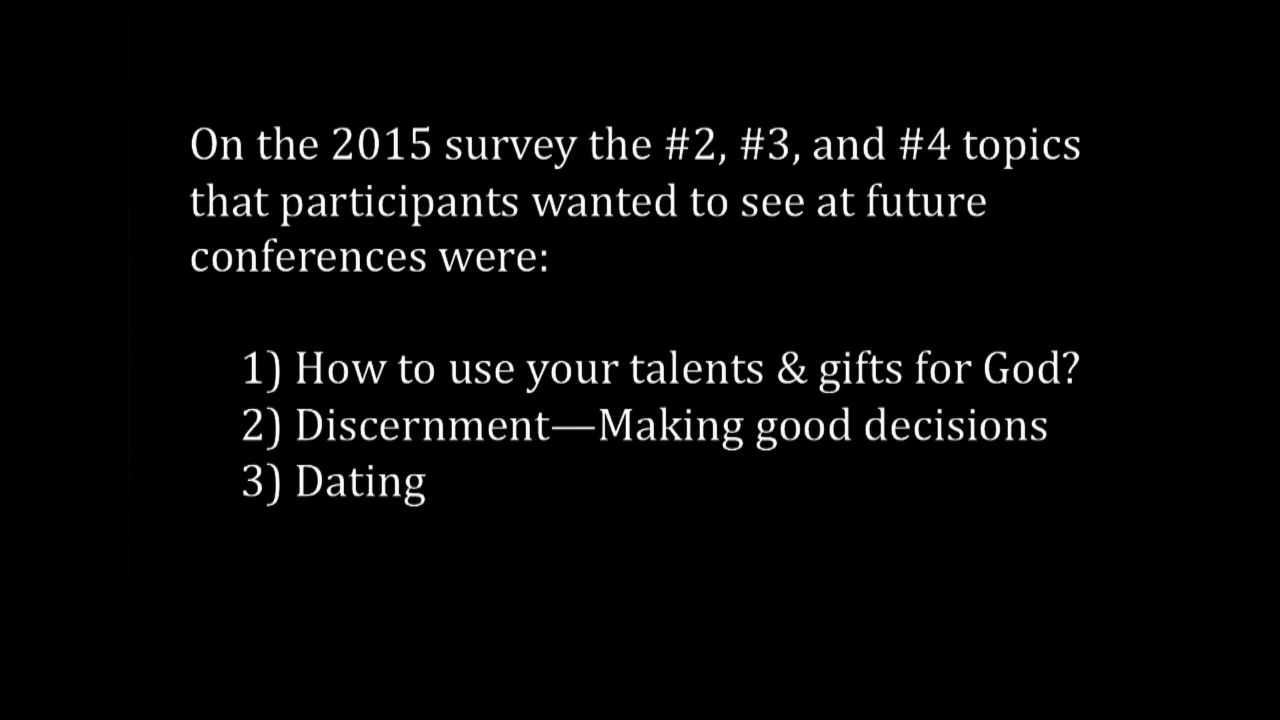 On the 2015 survey the #2, #3, and #4 topics
that participants wanted to see at future
conferences were:
1) How to use your talents & gifts for God?
2) Discernment—Making good decisions
3) Dating